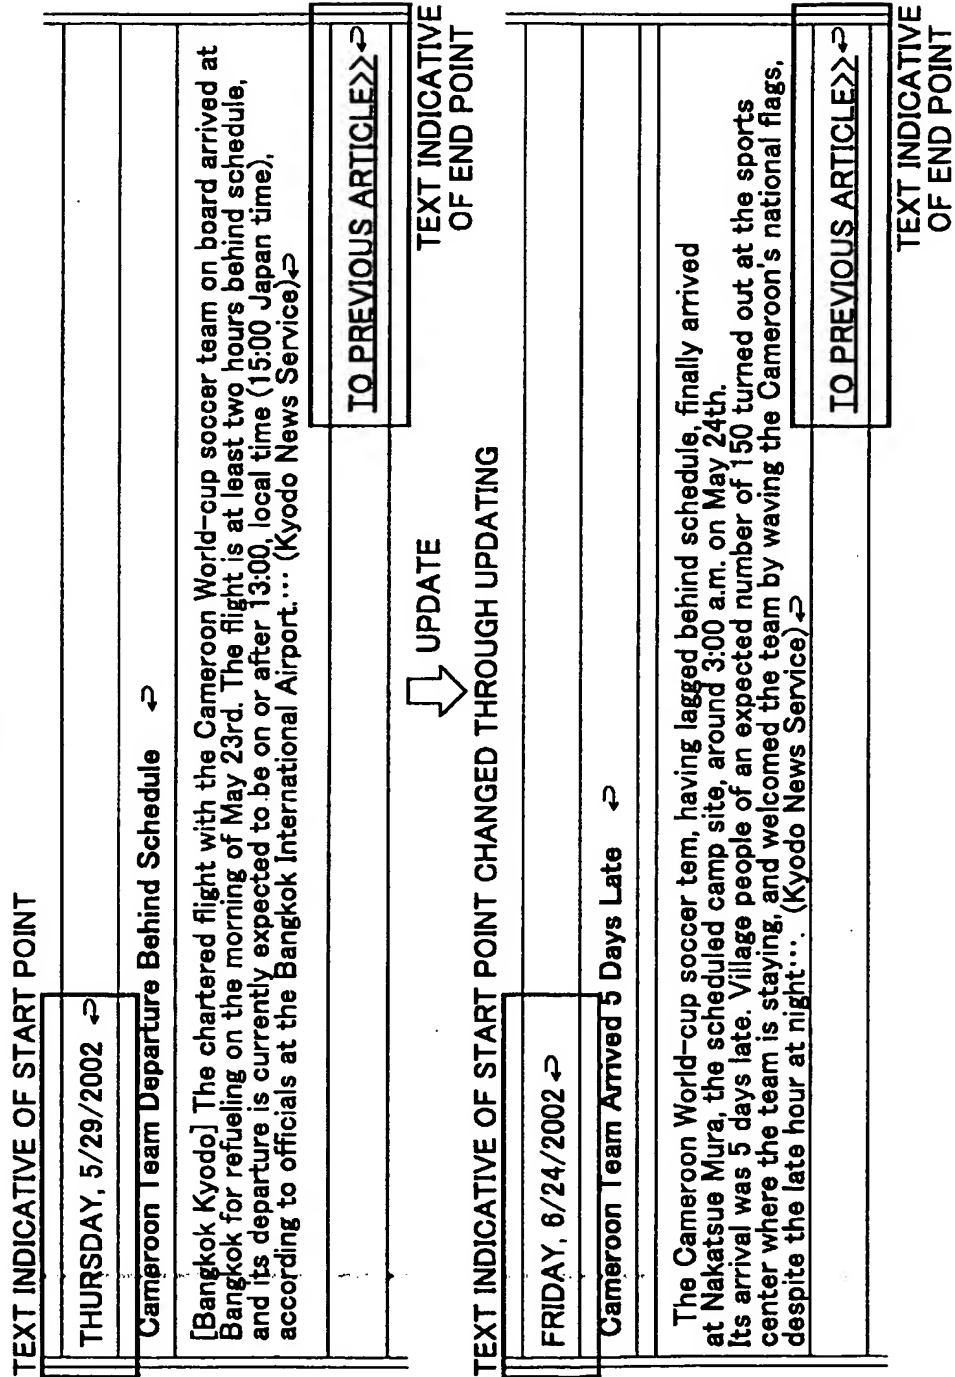 TEXT INDICATIVE OF START POINT
THURSDAY, 5/29/2002 ↩
Cameroon Team Departure Behind Schedule ↩
[Bangkok Kyodo] The chartered flight with the Cameroon World-cup soccer team on board arrived at
Bangkok for refueling on the morning of May 23rd. The flight is at least two hours behind schedule,
and its departure is currently expected to be on or after 13:00, local time (15:00 Japan time),
according to officials at the Bangkok International Airport.… (Kyodo News Service)↩
TO PREVIOUS ARTICLE>>↩
TEXT INDICATIVE
OF END POINT
UPDATE
TEXT INDICATIVE OF START POINT CHANGED THROUGH UPDATING
FRIDAY, 6/24/2002 ↩
Cameroon Team Arrived 5 Days Late ↩
The Cameroon World-cup soccer tem, having lagged behind schedule, finally arrived
at Nakatsue Mura, the scheduled camp site, around 3:00 a.m. on May 24th.
Its arrival was 5 days late. Village people of an expected number of 150 turned out at the sports
center where the team is staying, and welcomed the team by waving the Cameroon's national flags,
despite the late hour at night…. (Kyodo News Service)↩
TO PREVIOUS ARTICLE>>↩
TEXT INDICATIVE
OF END POINT